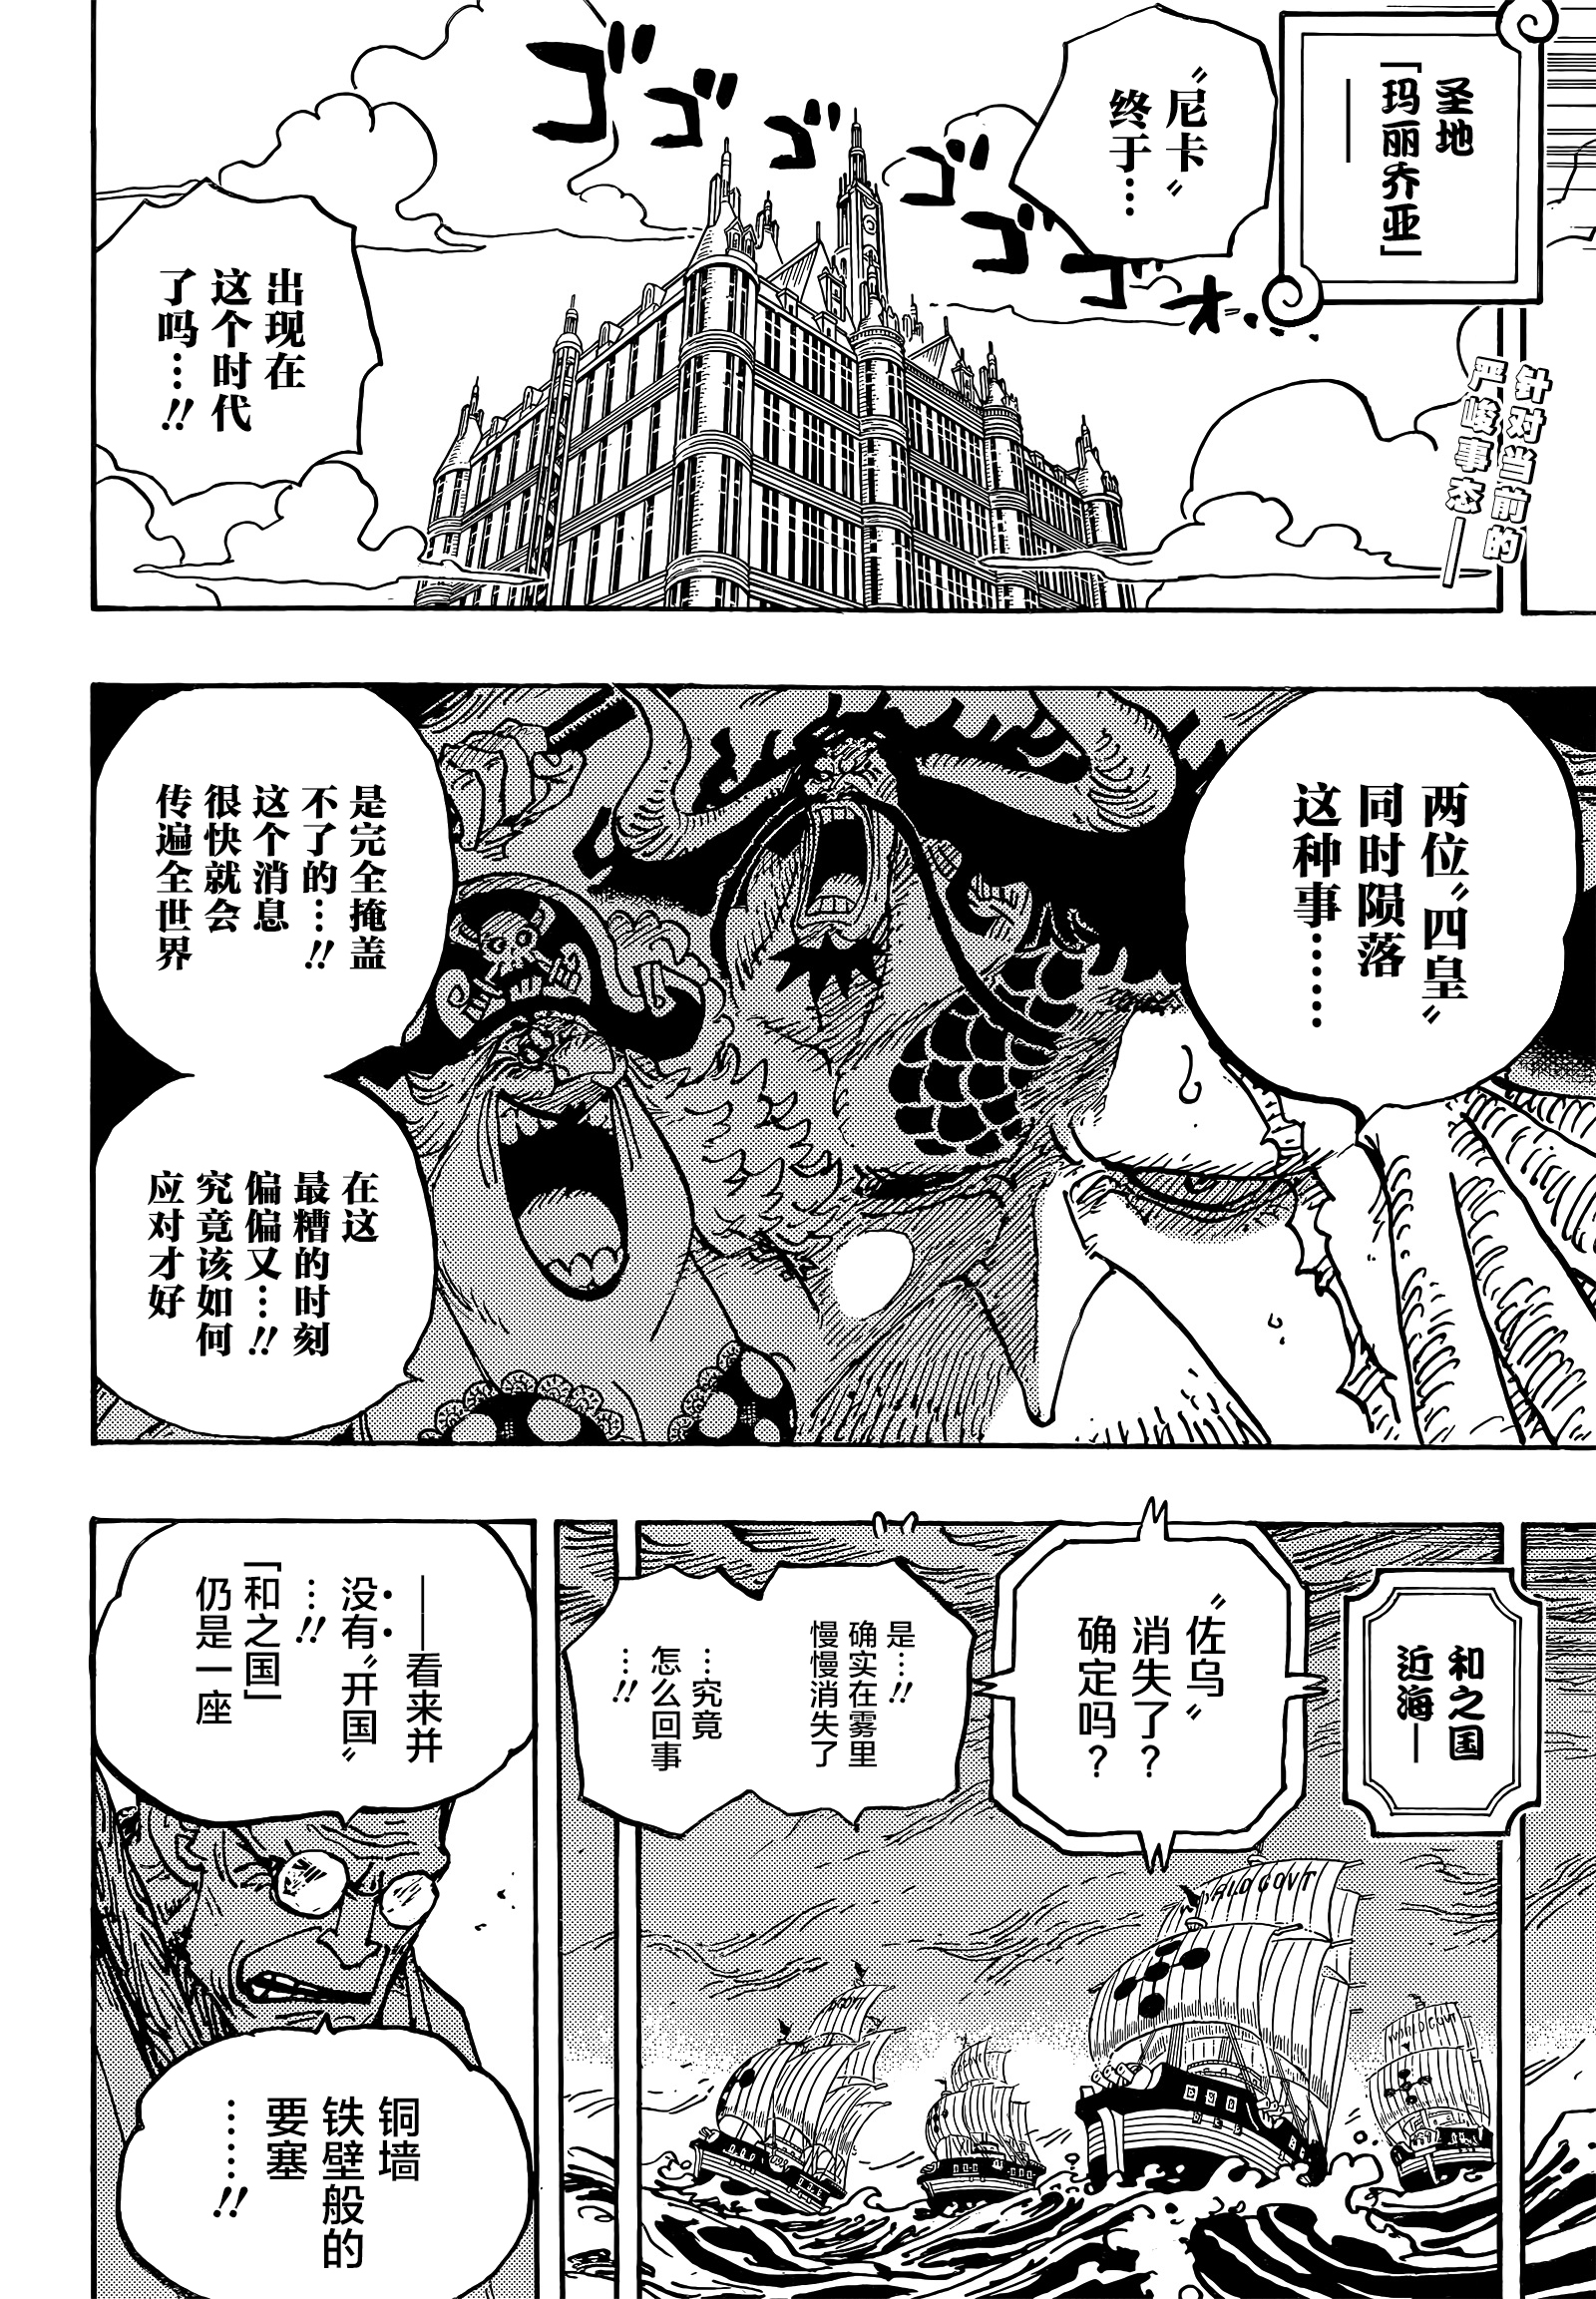 圣地
「玛丽乔亚」
——
“尼卡”
终于…
ゴゴゴゴゴゴオ…
针对当前的
严峻事态——
出现在
这个时代
了吗…!!
两位“四皇”
同时陨落
这种事……
是完全掩盖
不了的…!!
这个消息
很快就会
传遍全世界
在这
最糟的时刻
偏偏又…!!
究竟该如何
应对才好
和之国
近海—
“佐乌”
消失了?
确定吗?
是…!!
确实在雾里
慢慢消失了
…究竟
怎么回事
…!!
WORLD GOVT
——看来并
没有“开国”
…!!
「和之国」
仍是一座
铜墙
铁壁般的
要塞
……!!